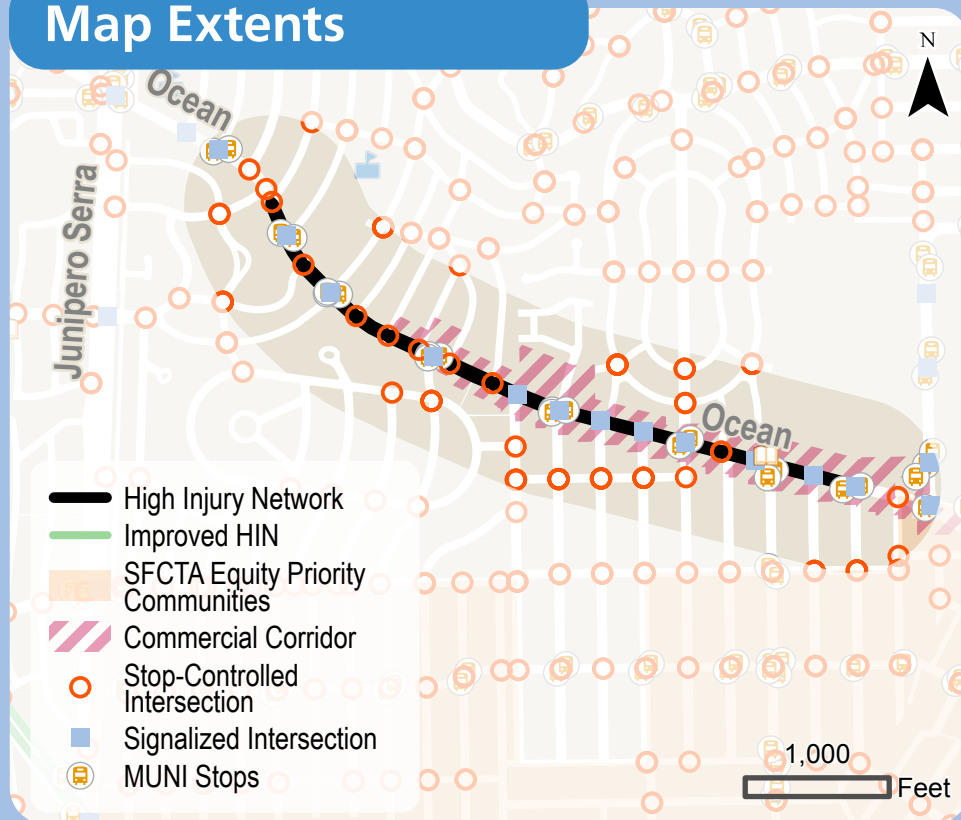 Map Extents
Ocean
N
Junipero Serra
Ocean
High Injury Network
Improved HIN
SFCTA Equity Priority
Communities
Commercial Corridor
Stop-Controlled
Intersection
Signalized Intersection
MUNI Stops
1,000
Feet